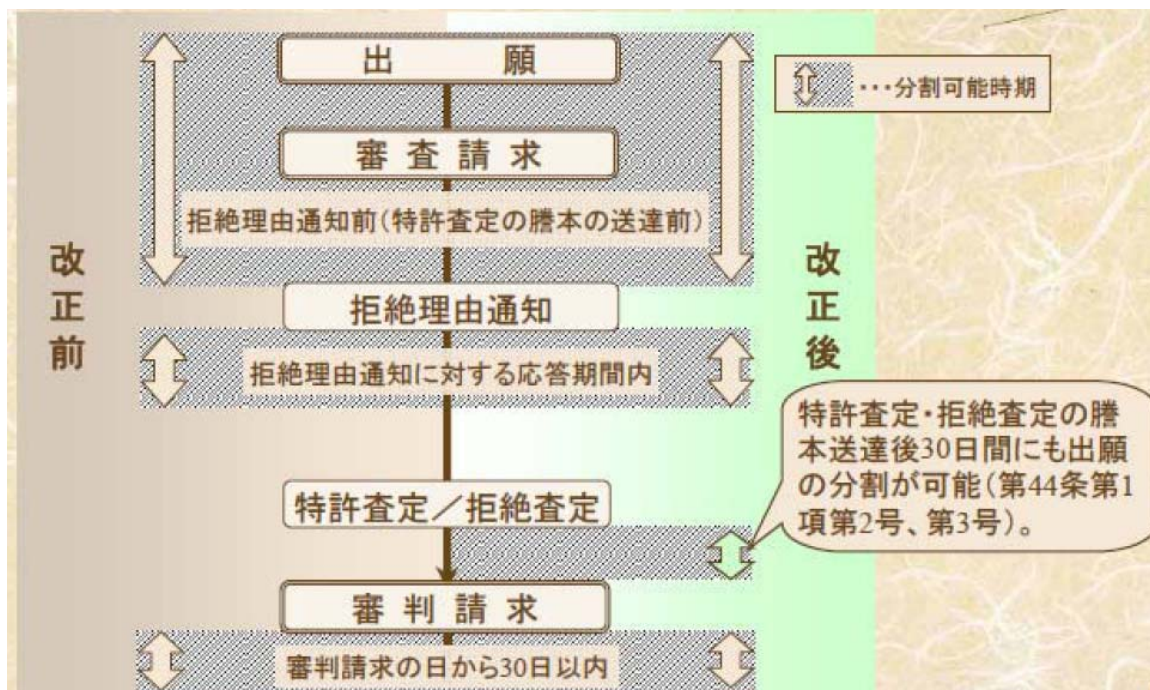 出 願
・・・分割可能時期
審 査 請 求
拒絶理由通知前(特許査定の謄本の送達前)
改正前
改正後
拒絶理由通知
拒絶理由通知に対する応答期間内
特許査定・拒絶査定の謄
本送達後30日間にも出願
の分割が可能(第44条第1
項第2号、第3号)。
特許査定／拒絶査定
審 判 請 求
審判請求の日から30日以内